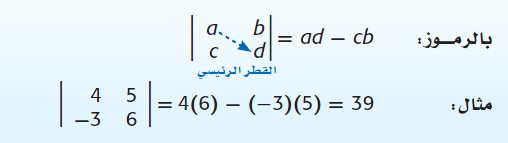 بالرموز: | a b | = ad − cb
| c d |
القطر الرئيسي
مثال: | 4 5 | = 4(6) − (−3)(5) = 39
| −3 6 |